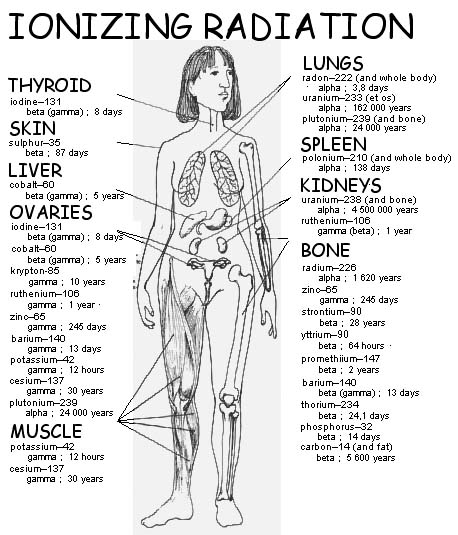 IONIZING RADIATION
THYROID
iodine–131
beta (gamma) ; 8 days
SKIN
sulphur–35
beta ; 87 days
LIVER
cobalt–60
beta (gamma) ; 5 years
OVARIES
iodine–131
beta (gamma) ; 8 days
cobalt–60
beta (gamma) ; 5 years
krypton-85
gamma ; 10 years
ruthenium–106
gamma ; 1 year
zinc–65
gamma ; 245 days
barium–140
gamma ; 13 days
potassium–42
gamma ; 12 hours
cesium–137
gamma ; 30 years
plutonium–239
alpha ; 24 000 years
MUSCLE
potassium–42
gamma ; 12 hours
cesium–137
gamma ; 30 years
LUNGS
radon–222 (and whole body)
alpha ; 3,8 days
uranium–233 (et os)
alpha ; 162 000 years
plutonium–239 (and bone)
alpha ; 24 000 years
SPLEEN
polonium–210 (and whole body)
alpha ; 138 days
KIDNEYS
uranium–238 (and bone)
alpha ; 4 500 000 years
ruthenium–106
gamma (beta) ; 1 year
BONE
radium–226
alpha ; 1 620 years
zinc–65
gamma ; 245 days
strontium–90
beta ; 28 years
yttrium–90
beta ; 64 hours
promethiium–147
beta ; 2 years
barium–140
beta (gamma) ; 13 days
thorium–234
beta ; 24,1 days
phosphorus–32
beta ; 14 days
carbon–14 (and fat)
beta ; 5 600 years